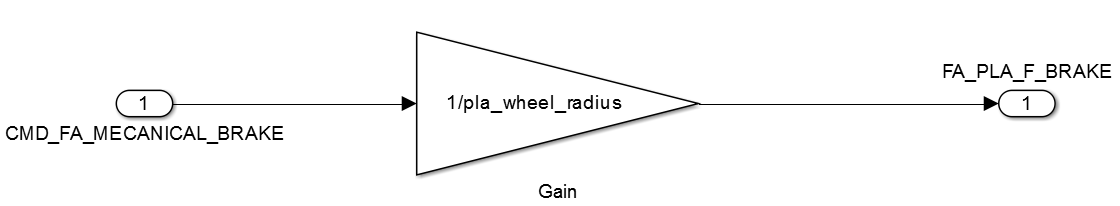 FA_PLA_F_BRAKE
1
1/pla_wheel_radius
1
CMD_FA_MECANICAL_BRAKE
Gain